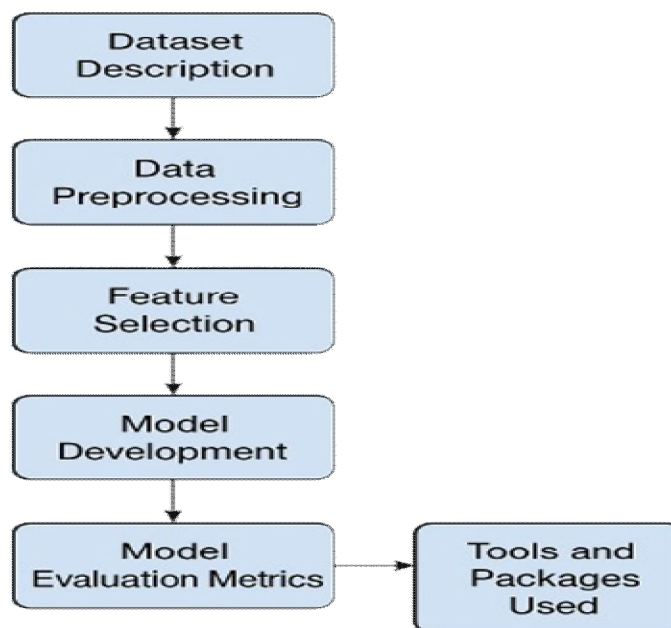 Dataset
Description
Data
Preprocessing
Feature
Selection
Model
Development
Model
Evaluation Metrics
Tools and
Packages
Used